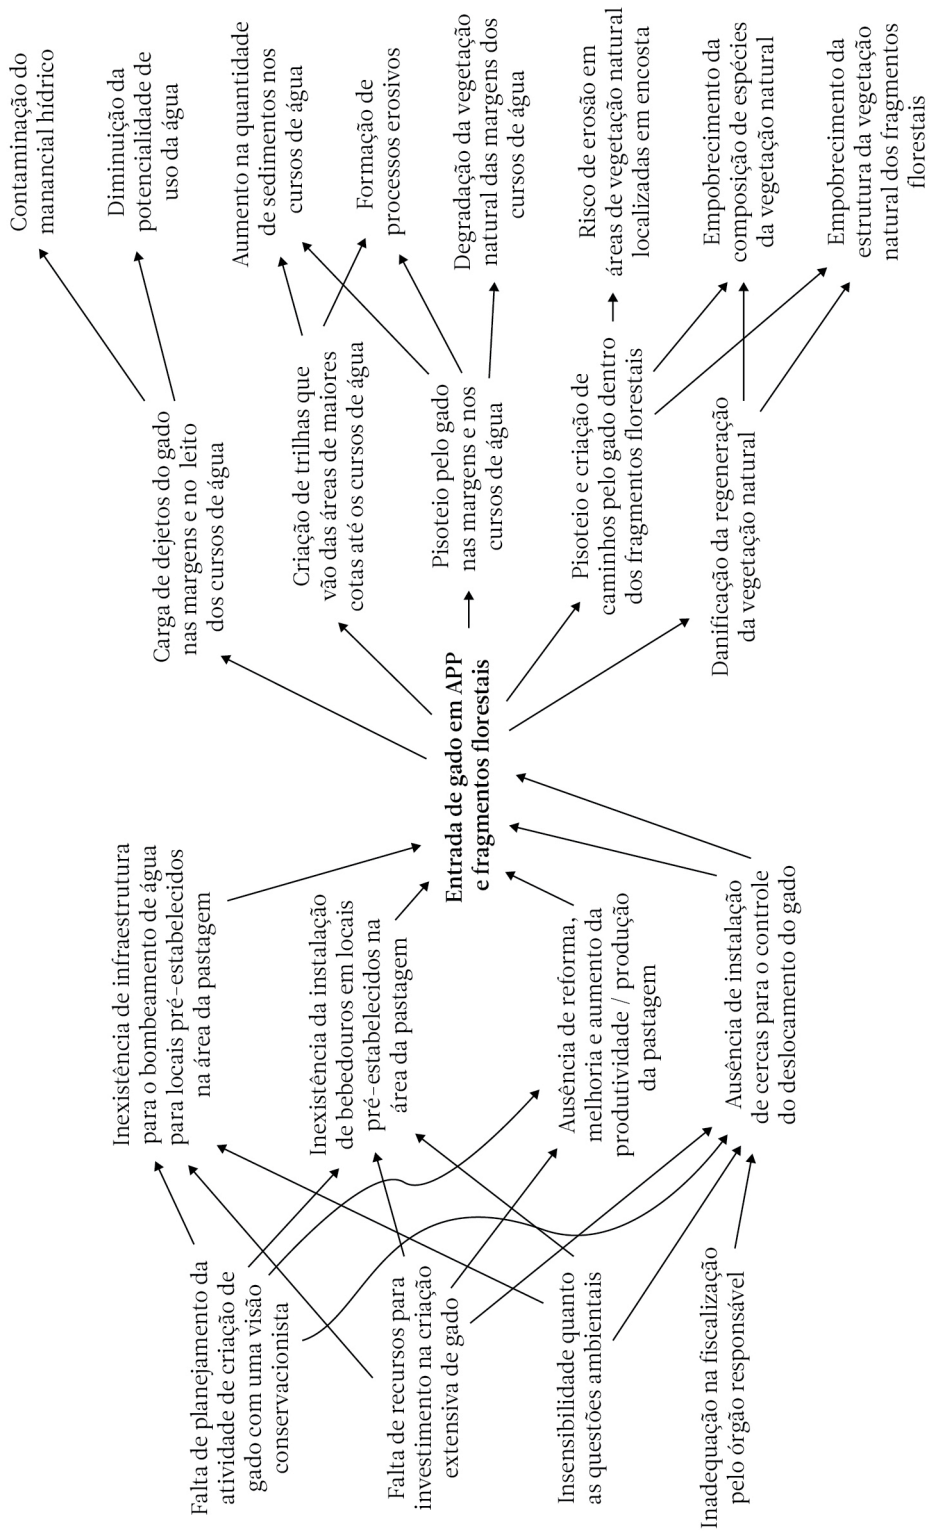 Falta de planejamento da
atividade de criação de
gado com uma visão
conservacionista
Falta de recursos para
investimento na criação
extensiva de gado
Insensibilidade quanto
as questões ambientais
Inadequação na fiscalização
pelo órgão responsável
Inexistência de infraestrutura
para o bombeamento de água
para locais pré-estabelecidos
na área da pastagem
Inexistência da instalação
de bebedouros em locais
pré-estabelecidos na
área da pastagem
Ausência de reforma,
melhoria e aumento da
produtividade / produção
da pastagem
Ausência de instalação
de cercas para o controle
do deslocamento do gado
Entrada de gado em APP
e fragmentos florestais
Carga de dejetos do gado
nas margens e no leito
dos cursos de água
Criação de trilhas que
vão das áreas de maiores
cotas até os cursos de água
Pisoteio pelo gado
nas margens e nos
cursos de água
Pisoteio e criação de
caminhos pelo gado dentro
dos fragmentos florestais
Danificação da regeneração
da vegetação natural
Contaminação do
manancial hídrico
Diminuição da
potencialidade de
uso da água
Aumento na quantidade
de sedimentos nos
cursos de água
Formação de
processos erosivos
Degradação da vegetação
natural das margens dos
cursos de água
Risco de erosão em
áreas de vegetação natural
localizadas em encosta
Empobrecimento da
composição de espécies
da vegetação natural
Empobrecimento da
estrutura da vegetação
natural dos fragmentos
florestais